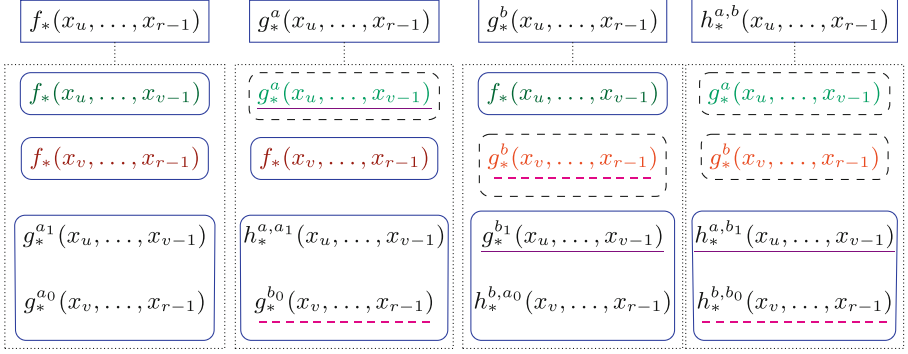 f_*(x_u, ..., x_{r-1}) g_*^a(x_u, ..., x_{r-1}) g_*^b(x_u, ..., x_{r-1}) h_*^{a,b}(x_u, ..., x_{r-1})
f_*(x_u, ..., x_{v-1}) g_*^a(x_u, ..., x_{v-1}) f_*(x_u, ..., x_{v-1}) g_*^a(x_u, ..., x_{v-1})
f_*(x_v, ..., x_{r-1}) f_*(x_v, ..., x_{r-1}) g_*^b(x_v, ..., x_{r-1}) g_*^b(x_v, ..., x_{r-1})
g_*^{a_1}(x_u, ..., x_{v-1}) h_*^{a,a_1}(x_u, ..., x_{v-1}) g_*^{b_1}(x_u, ..., x_{v-1}) h_*^{a,b_1}(x_u, ..., x_{v-1})
g_*^{a_0}(x_v, ..., x_{r-1}) g_*^{b_0}(x_v, ..., x_{r-1}) h_*^{b,a_0}(x_v, ..., x_{r-1}) h_*^{b,b_0}(x_v, ..., x_{r-1})